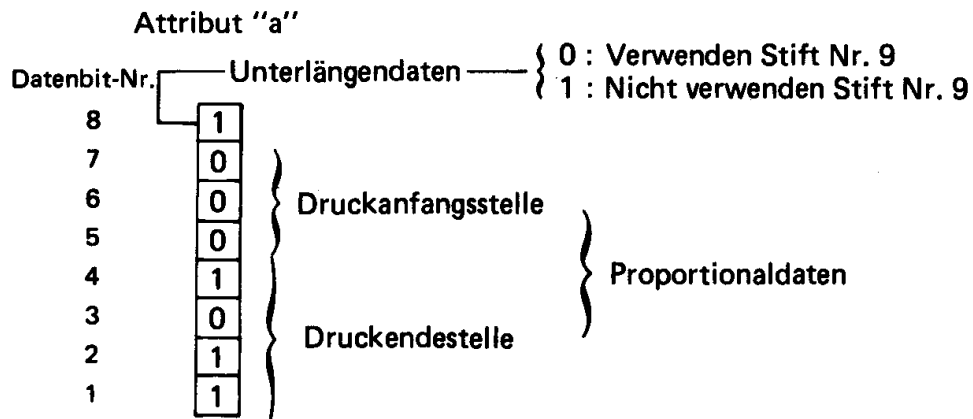 Attribut “a”
0 : Verwenden Stift Nr. 9
Datenbit-Nr. Unterlängendaten
1 : Nicht verwenden Stift Nr. 9
8 1
7 0
6 0 Druckanfangsstelle
5 0
4 1 Proportionaldaten
3 0
2 1 Druckendestelle
1 1